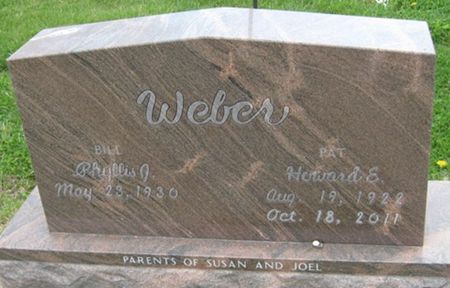 Weber
BILL
Phyllis J.
May 23, 1930
PAT
Howard E.
Aug. 19, 1922
Oct. 18, 2011
PARENTS OF SUSAN AND JOEL